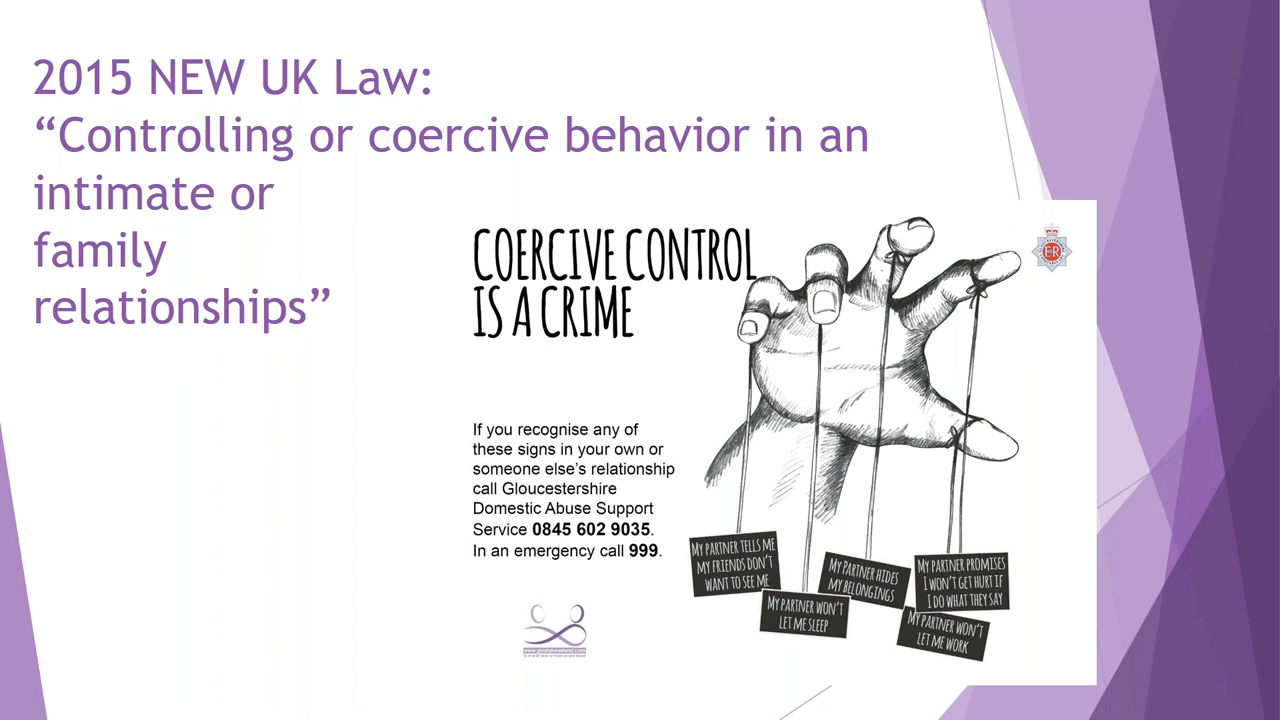 2015 NEW UK Law:
“Controlling or coercive behavior in an
intimate or
family
relationships”
COERCIVE CONTROL
IS A CRIME
E R
If you recognise any of
these signs in your own or
someone else’s relationship
call Gloucestershire
Domestic Abuse Support
Service 0845 602 9035.
In an emergency call 999.
MY PARTNER TELLS ME
MY FRIENDS DON’T
WANT TO SEE ME
MY PARTNER WON’T
LET ME SLEEP
MY PARTNER HIDES
MY BELONGINGS
MY PARTNER PROMISES
I WON’T GET HURT IF
I DO WHAT THEY SAY
MY PARTNER WON’T
LET ME WORK